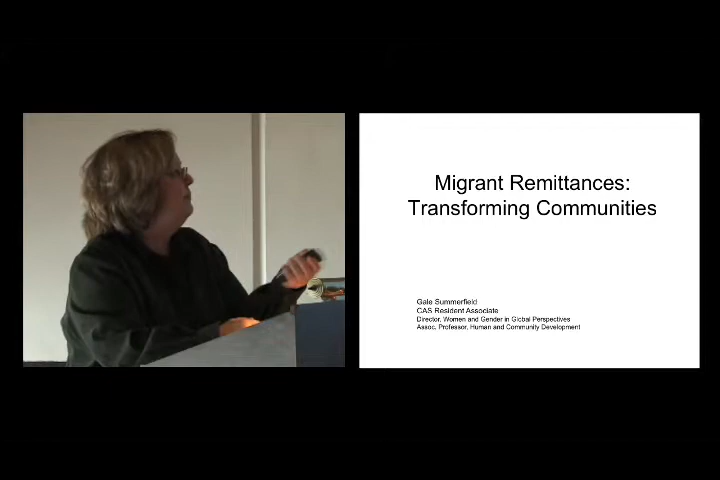 Migrant Remittances:
Transforming Communities
Gale Summerfield
CAS Resident Associate
Director, Women and Gender in Global Perspectives
Assoc. Professor, Human and Community Development